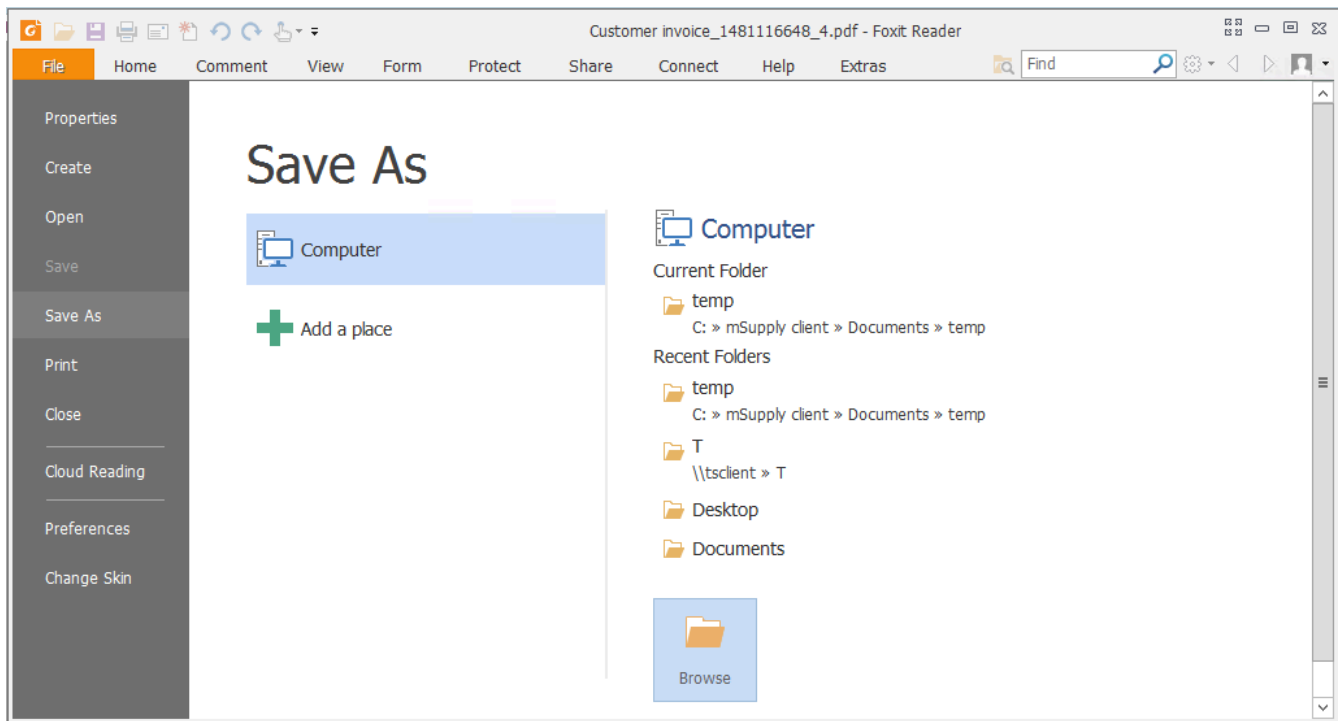 Customer invoice_1481116648_4.pdf - Foxit Reader
File Home Comment View Form Protect Share Connect Help Extras Find
Properties
Create
Open
Save
Save As
Print
Close
Cloud Reading
Preferences
Change Skin
Save As
Computer
Add a place
Computer
Current Folder
temp
C: » mSupply client » Documents » temp
Recent Folders
temp
C: » mSupply client » Documents » temp
T
\\tsclient » T
Desktop
Documents
Browse